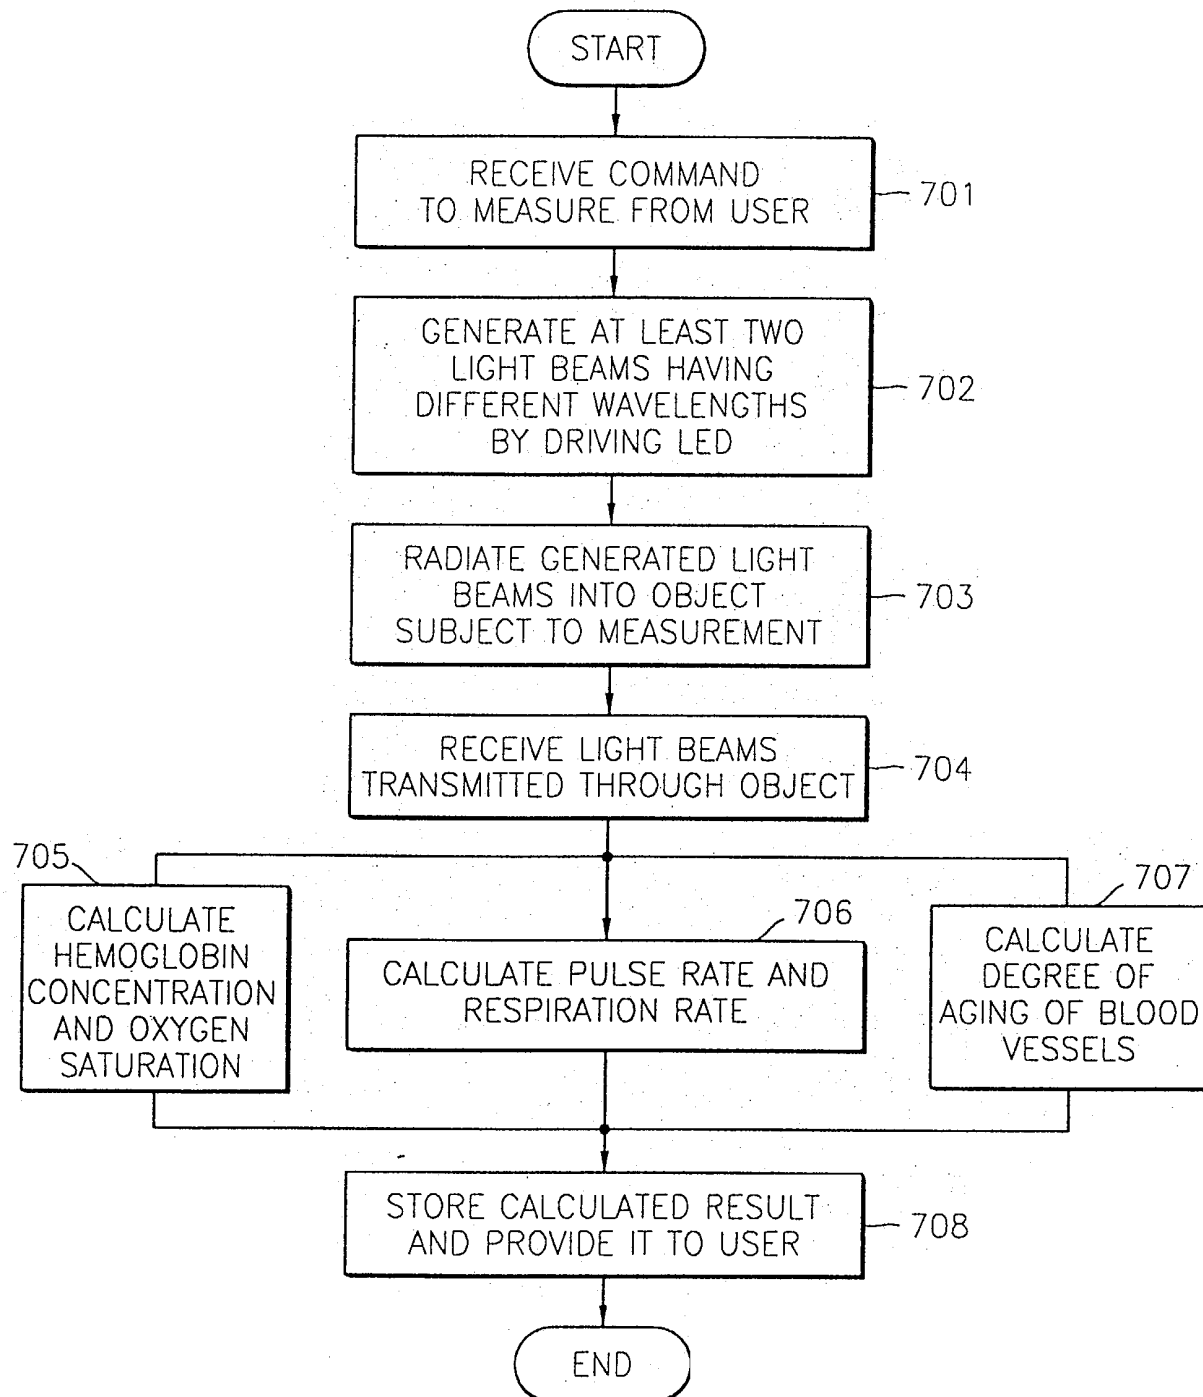 START
RECEIVE COMMAND
TO MEASURE FROM USER
701
GENERATE AT LEAST TWO
LIGHT BEAMS HAVING
DIFFERENT WAVELENGTHS
BY DRIVING LED
702
RADIATE GENERATED LIGHT
BEAMS INTO OBJECT
SUBJECT TO MEASUREMENT
703
RECEIVE LIGHT BEAMS
TRANSMITTED THROUGH OBJECT
704
705
CALCULATE
HEMOGLOBIN
CONCENTRATION
AND OXYGEN
SATURATION
706
CALCULATE PULSE RATE AND
RESPIRATION RATE
707
CALCULATE
DEGREE OF
AGING OF BLOOD
VESSELS
STORE CALCULATED RESULT
AND PROVIDE IT TO USER
708
END